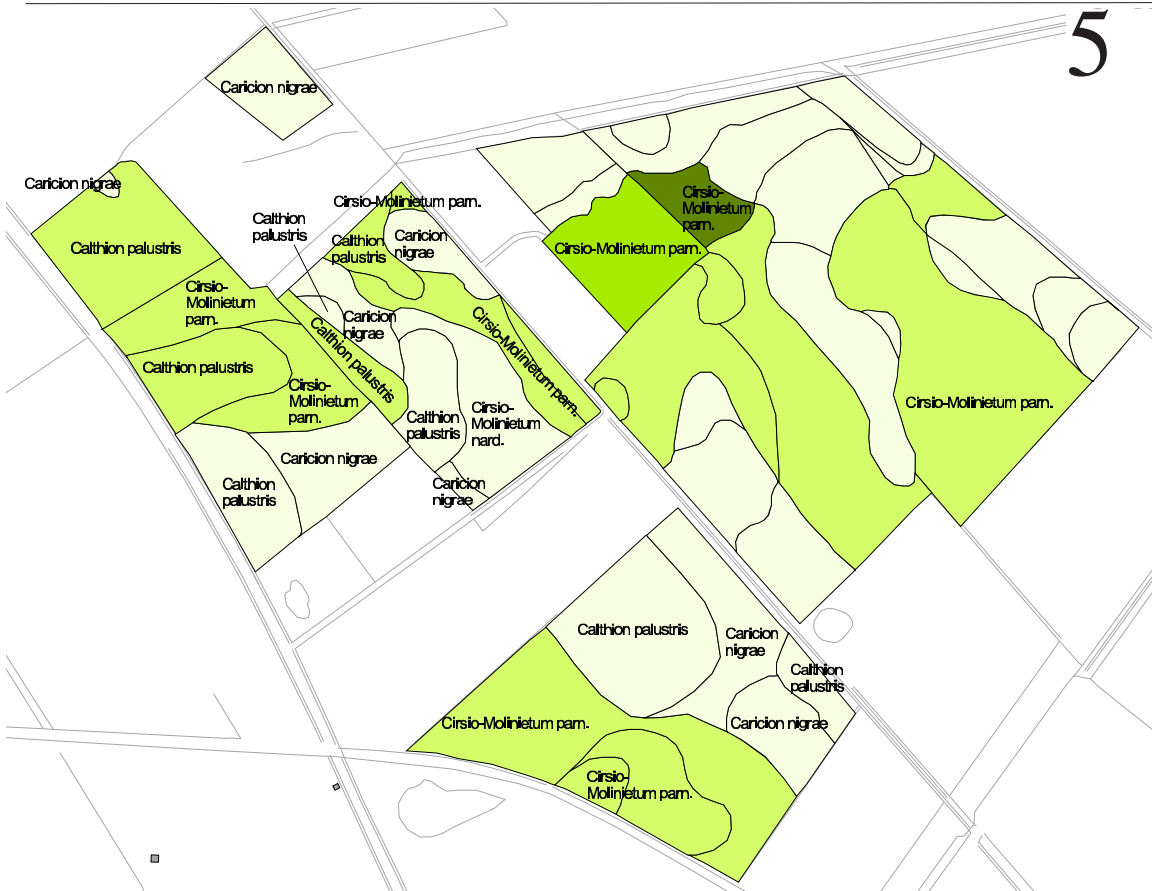 5
Caricion nigrae
Caricion nigrae
Cirsio-Molinietum parn.
Calthion
palustris
Calthion
palustris
Caricion
nigrae
Calthion palustris
Cirsio-
Molinietum
parn.
Cirsio-Molinietum parn.
Cirsio-
Molinietum
parn.
Caricion
nigrae
Calthion palustris
Cirsio-Molinietum parn.
Calthion palustris
Cirsio-
Molinietum
parn.
Calthion
palustris
Cirsio-
Molinietum
nard.
Cirsio-Molinietum parn.
Caricion nigrae
Calthion
palustris
Caricion
nigrae
Calthion palustris
Caricion
nigrae
Calthion
palustris
Cirsio-Molinietum parn.
Caricion nigrae
Cirsio-
Molinietum parn.